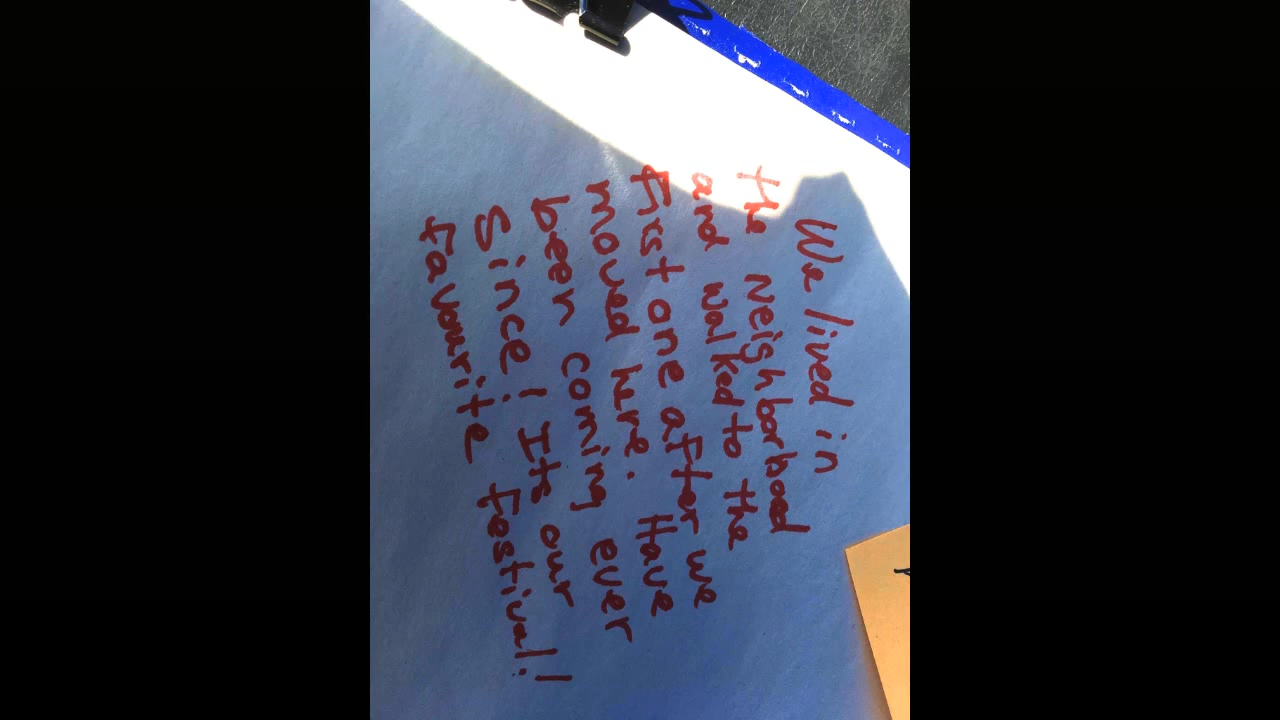 We lived in
the Neighborhood
and walked to the
first one after we
moved here. Have
been coming ever
Since! Its our
favourite festival!